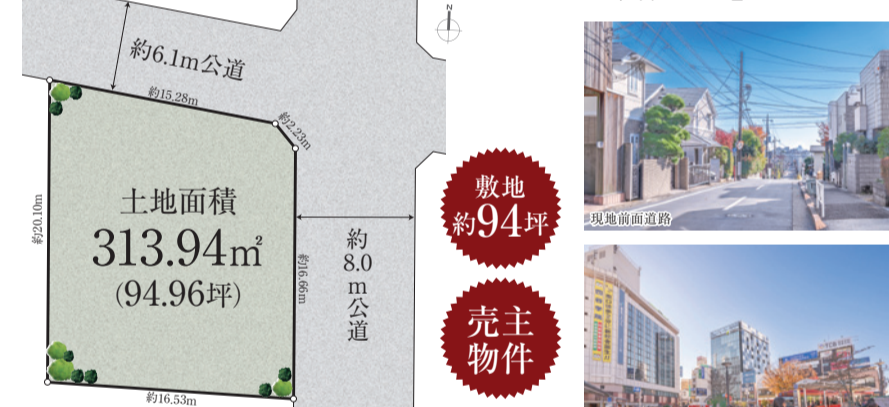 N
約6.1m公道
約15.28m
約2.23m
約20.10m
土地面積
313.94㎡
(94.96坪)
約16.66m
約
8.0
m
公
道
約16.53m
敷地
約94坪
売主
物件
現地前面道路